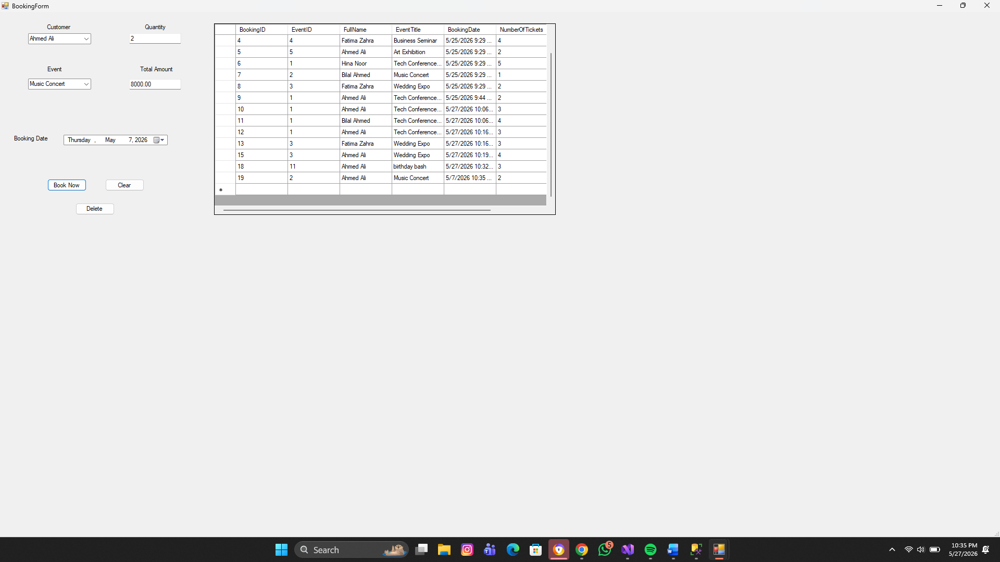 BookingForm
Customer
Quantity
Ahmed Ali
2
Event
Total Amount
Music Concert
8000.00
Booking Date
Thursday , May 7, 2026
Book Now
Clear
Delete
BookingID EventID FullName EventTitle BookingDate NumberOfTickets
4 4 Fatima Zahra Business Seminar 5/25/2026 9:29 ... 4
5 5 Ahmed Ali Art Exhibition 5/25/2026 9:29 ... 2
6 1 Hina Noor Tech Conference... 5/25/2026 9:29 ... 5
7 2 Bilal Ahmed Music Concert 5/25/2026 9:29 ... 1
8 3 Fatima Zahra Wedding Expo 5/25/2026 9:29 ... 2
9 1 Ahmed Ali Tech Conference... 5/25/2026 9:44 ... 2
10 1 Ahmed Ali Tech Conference... 5/27/2026 10:06... 3
11 1 Bilal Ahmed Tech Conference... 5/27/2026 10:06... 4
12 1 Ahmed Ali Tech Conference... 5/27/2026 10:16... 3
13 3 Fatima Zahra Wedding Expo 5/27/2026 10:16... 3
15 3 Ahmed Ali Wedding Expo 5/27/2026 10:19... 4
18 11 Ahmed Ali birthday bash 5/27/2026 10:32... 3
19 2 Ahmed Ali Music Concert 5/7/2026 10:35 ... 2
Search
5
10:35 PM
5/27/2026